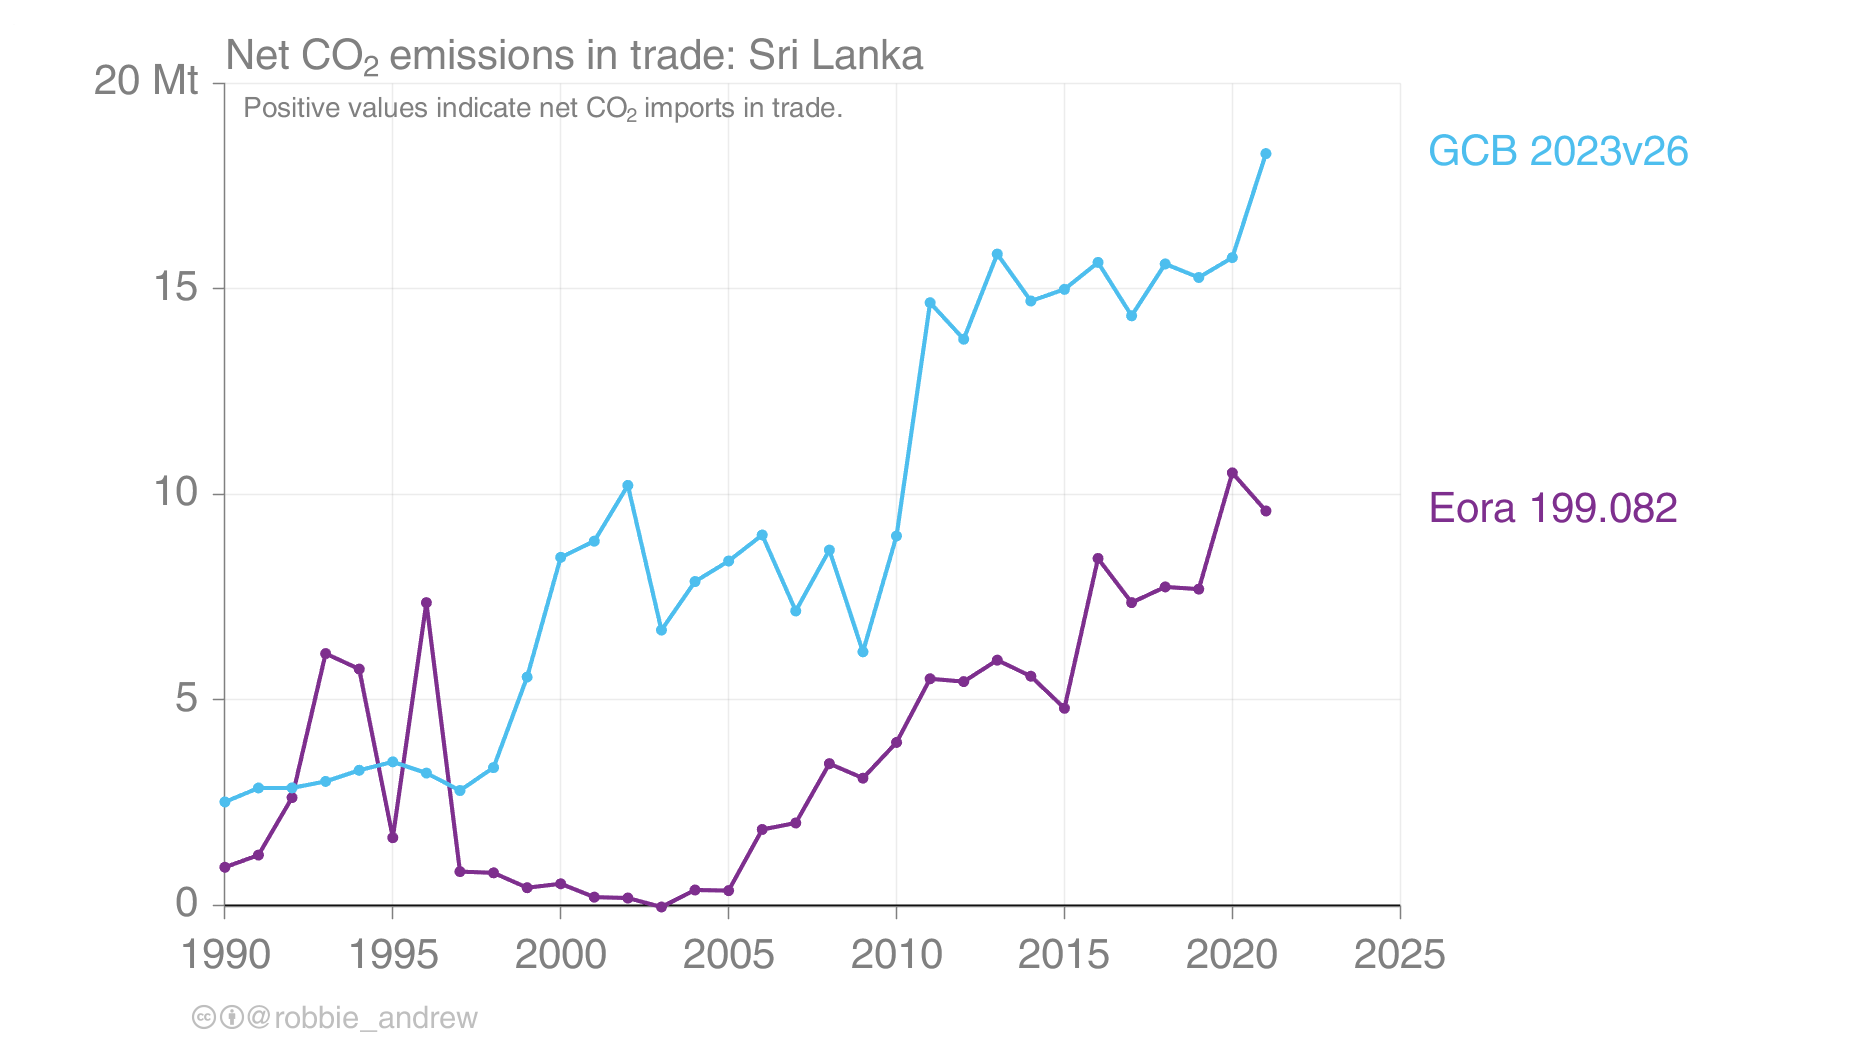 Net CO₂ emissions in trade: Sri Lanka
20 Mt
Positive values indicate net CO₂ imports in trade.
GCB 2023v26
15
10
Eora 199.082
5
0
1990 1995 2000 2005 2010 2015 2020 2025
cc @robbie_andrew